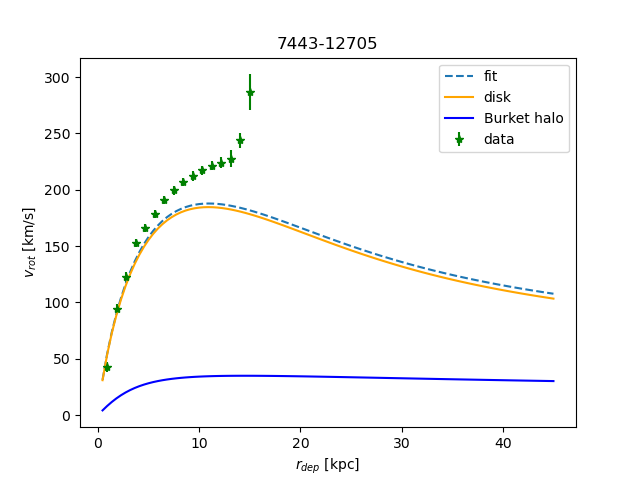 7443-12705
300
250
200
150
100
50
0
v_rot [km/s]
fit
disk
Burket halo
data
0 10 20 30 40
r_dep [kpc]